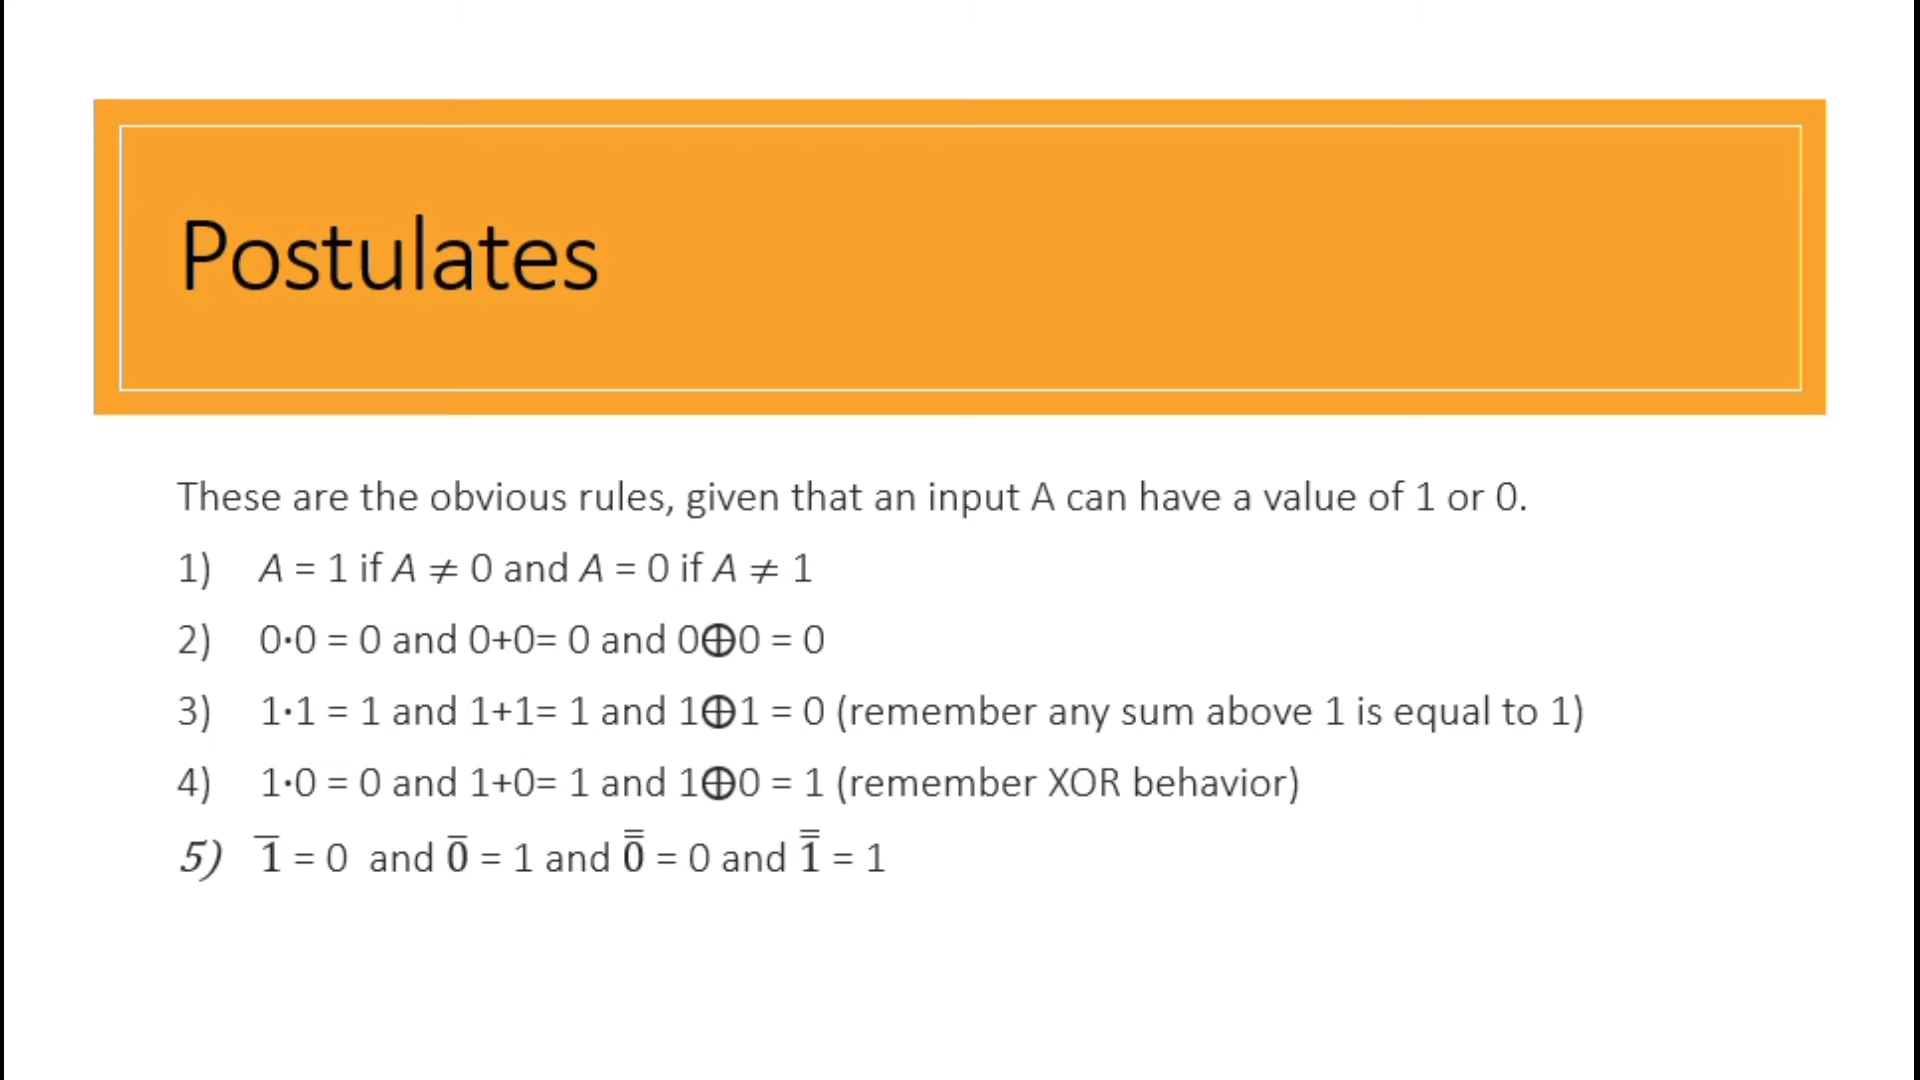 Postulates
These are the obvious rules, given that an input A can have a value of 1 or 0.
1) A = 1 if A ≠ 0 and A = 0 if A ≠ 1
2) 0·0 = 0 and 0+0= 0 and 0⊕0 = 0
3) 1·1 = 1 and 1+1= 1 and 1⊕1 = 0 (remember any sum above 1 is equal to 1)
4) 1·0 = 0 and 1+0= 1 and 1⊕0 = 1 (remember XOR behavior)
5) 1̅ = 0 and 0̅ = 1 and 0̿ = 0 and 1̿ = 1